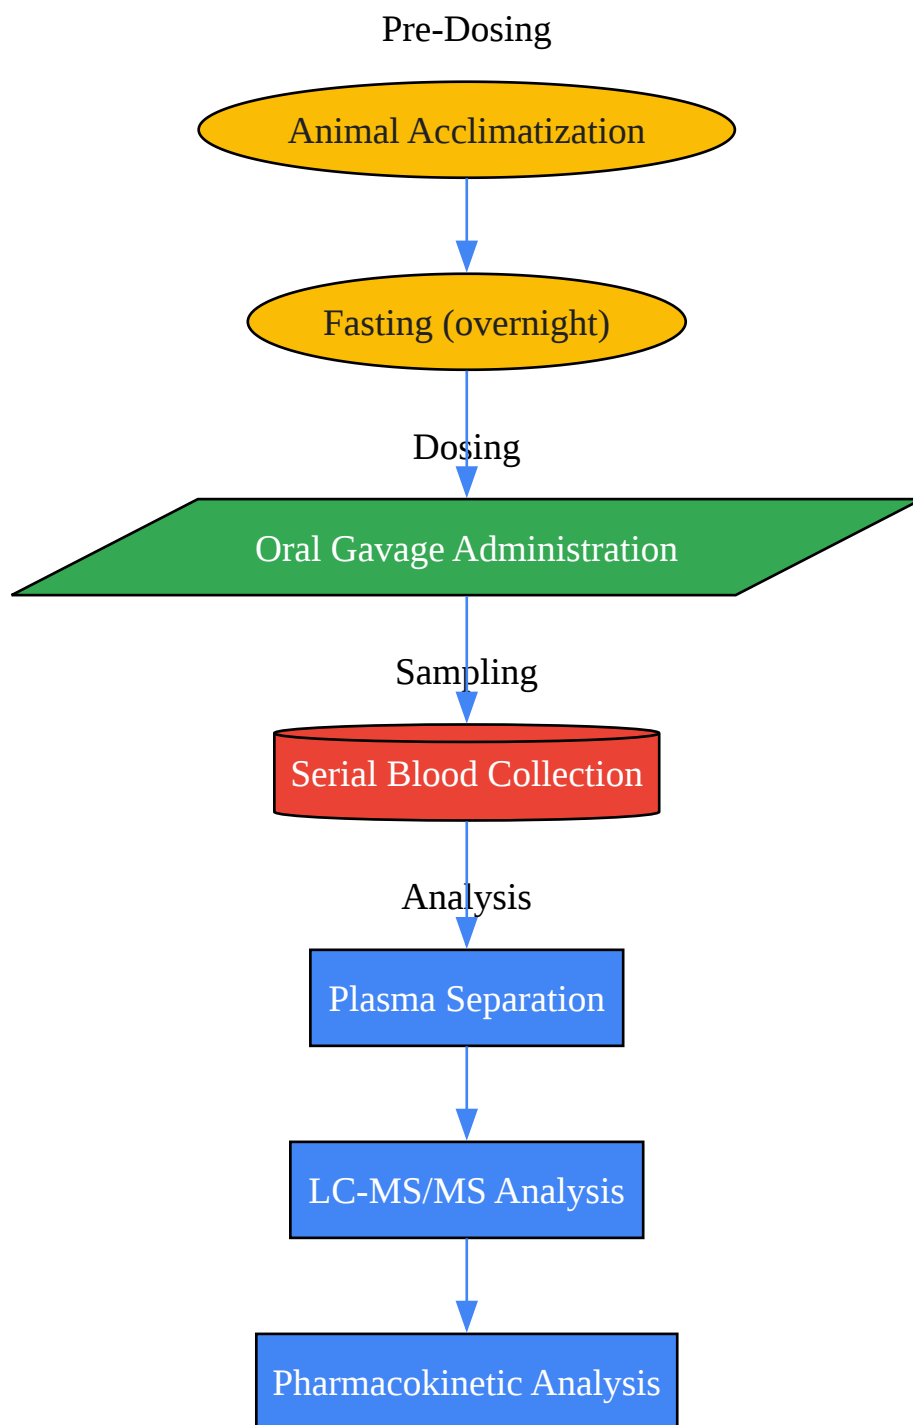 Pre-Dosing
Animal Acclimatization
Fasting (overnight)
Dosing
Oral Gavage Administration
Sampling
Serial Blood Collection
Analysis
Plasma Separation
LC-MS/MS Analysis
Pharmacokinetic Analysis